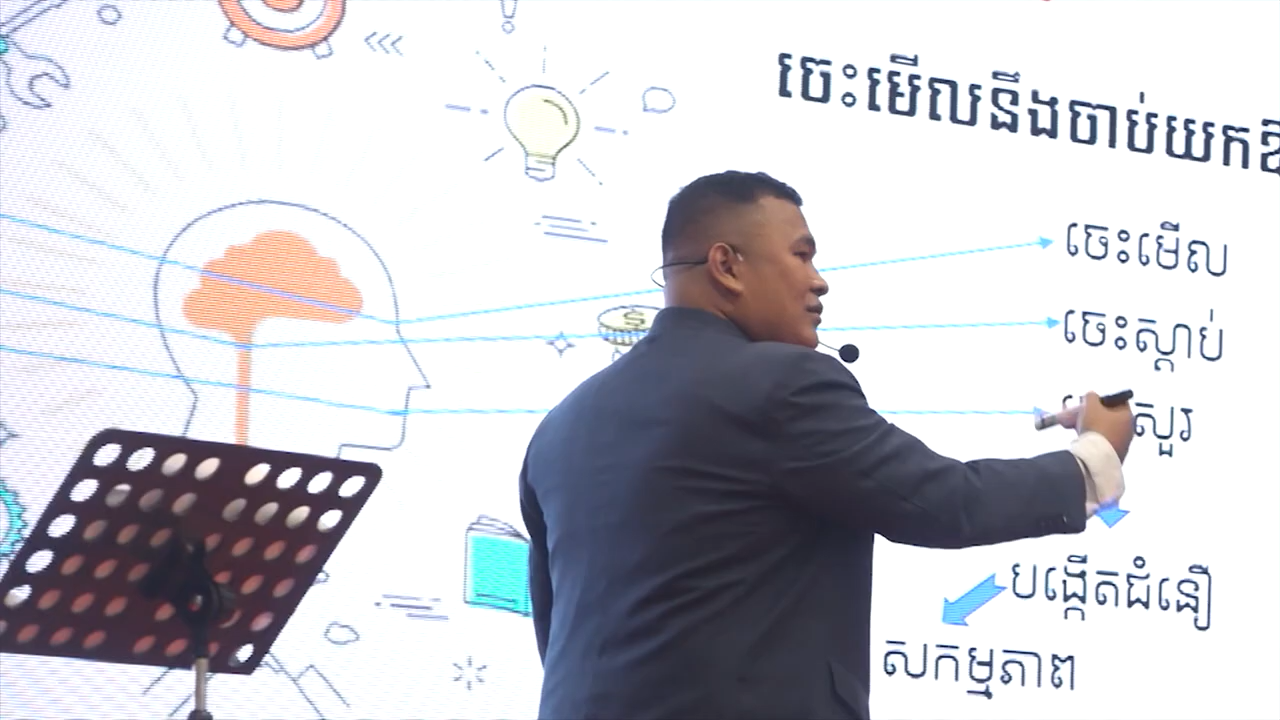 ចេះមើលនឹងចាប់យក
ចេះមើល
ចេះស្តាប់
សួរ
បង្កើតជំនឿ
សកម្មភាព